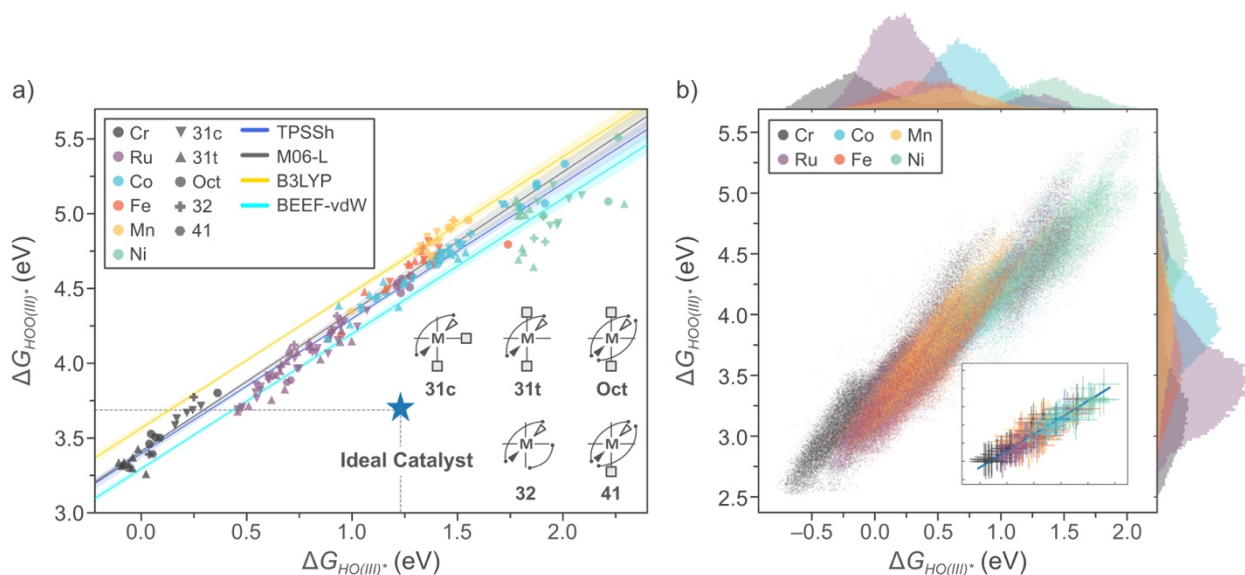 a)
ΔG_HOO(III)* (eV)
5.5
5.0
4.5
4.0
3.5
3.0
0.0 0.5 1.0 1.5 2.0
ΔG_HO(III)* (eV)
Cr 31c TPSSh
Ru 31t M06-L
Co Oct B3LYP
Fe 32 BEEF-vdW
Mn 41
Ni
M M M
31c 31t Oct
Ideal Catalyst
M M
32 41
b)
ΔG_HOO(III)* (eV)
5.5
5.0
4.5
4.0
3.5
3.0
2.5
−0.5 0.0 0.5 1.0 1.5 2.0
ΔG_HO(III)* (eV)
Cr Co Mn
Ru Fe Ni